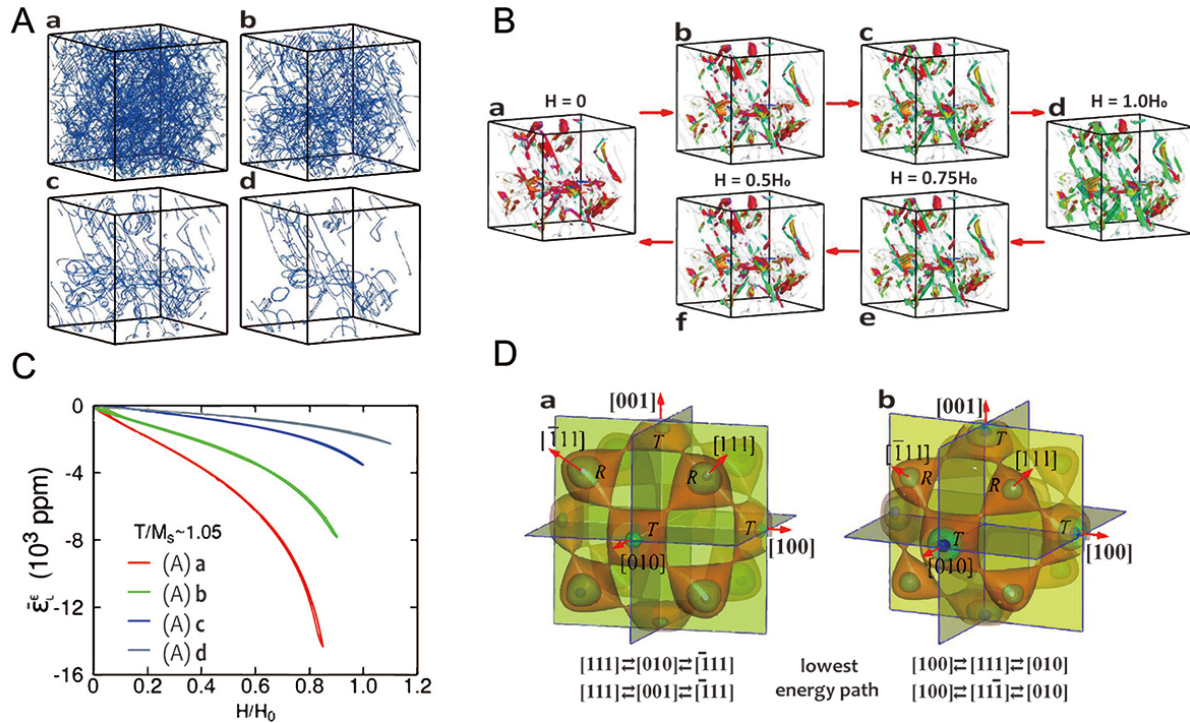 A
a
b
c
d
B
a
H = 0
b
c
d
H = 1.0H₀
H = 0.5H₀
H = 0.75H₀
f
e
C
0
-4
-8
-12
-16
ε̄ᴸᵉ (10³ ppm)
T/Mₛ~1.05
(A) a
(A) b
(A) c
(A) d
0 0.2 0.4 0.6 0.8 1.0 1.2
H/H₀
D
a
[001]
[1̄11]
[111]
T
R
R
T
T
[100]
[010]
[111]⇄[010]⇄[1̄11]
[111]⇄[001]⇄[1̄11]
lowest
energy path
b
[001]
[1̄11]
[111]
T
R
R
T
T
[100]
[010]
[100]⇄[111]⇄[010]
[100]⇄[111̄]⇄[010]